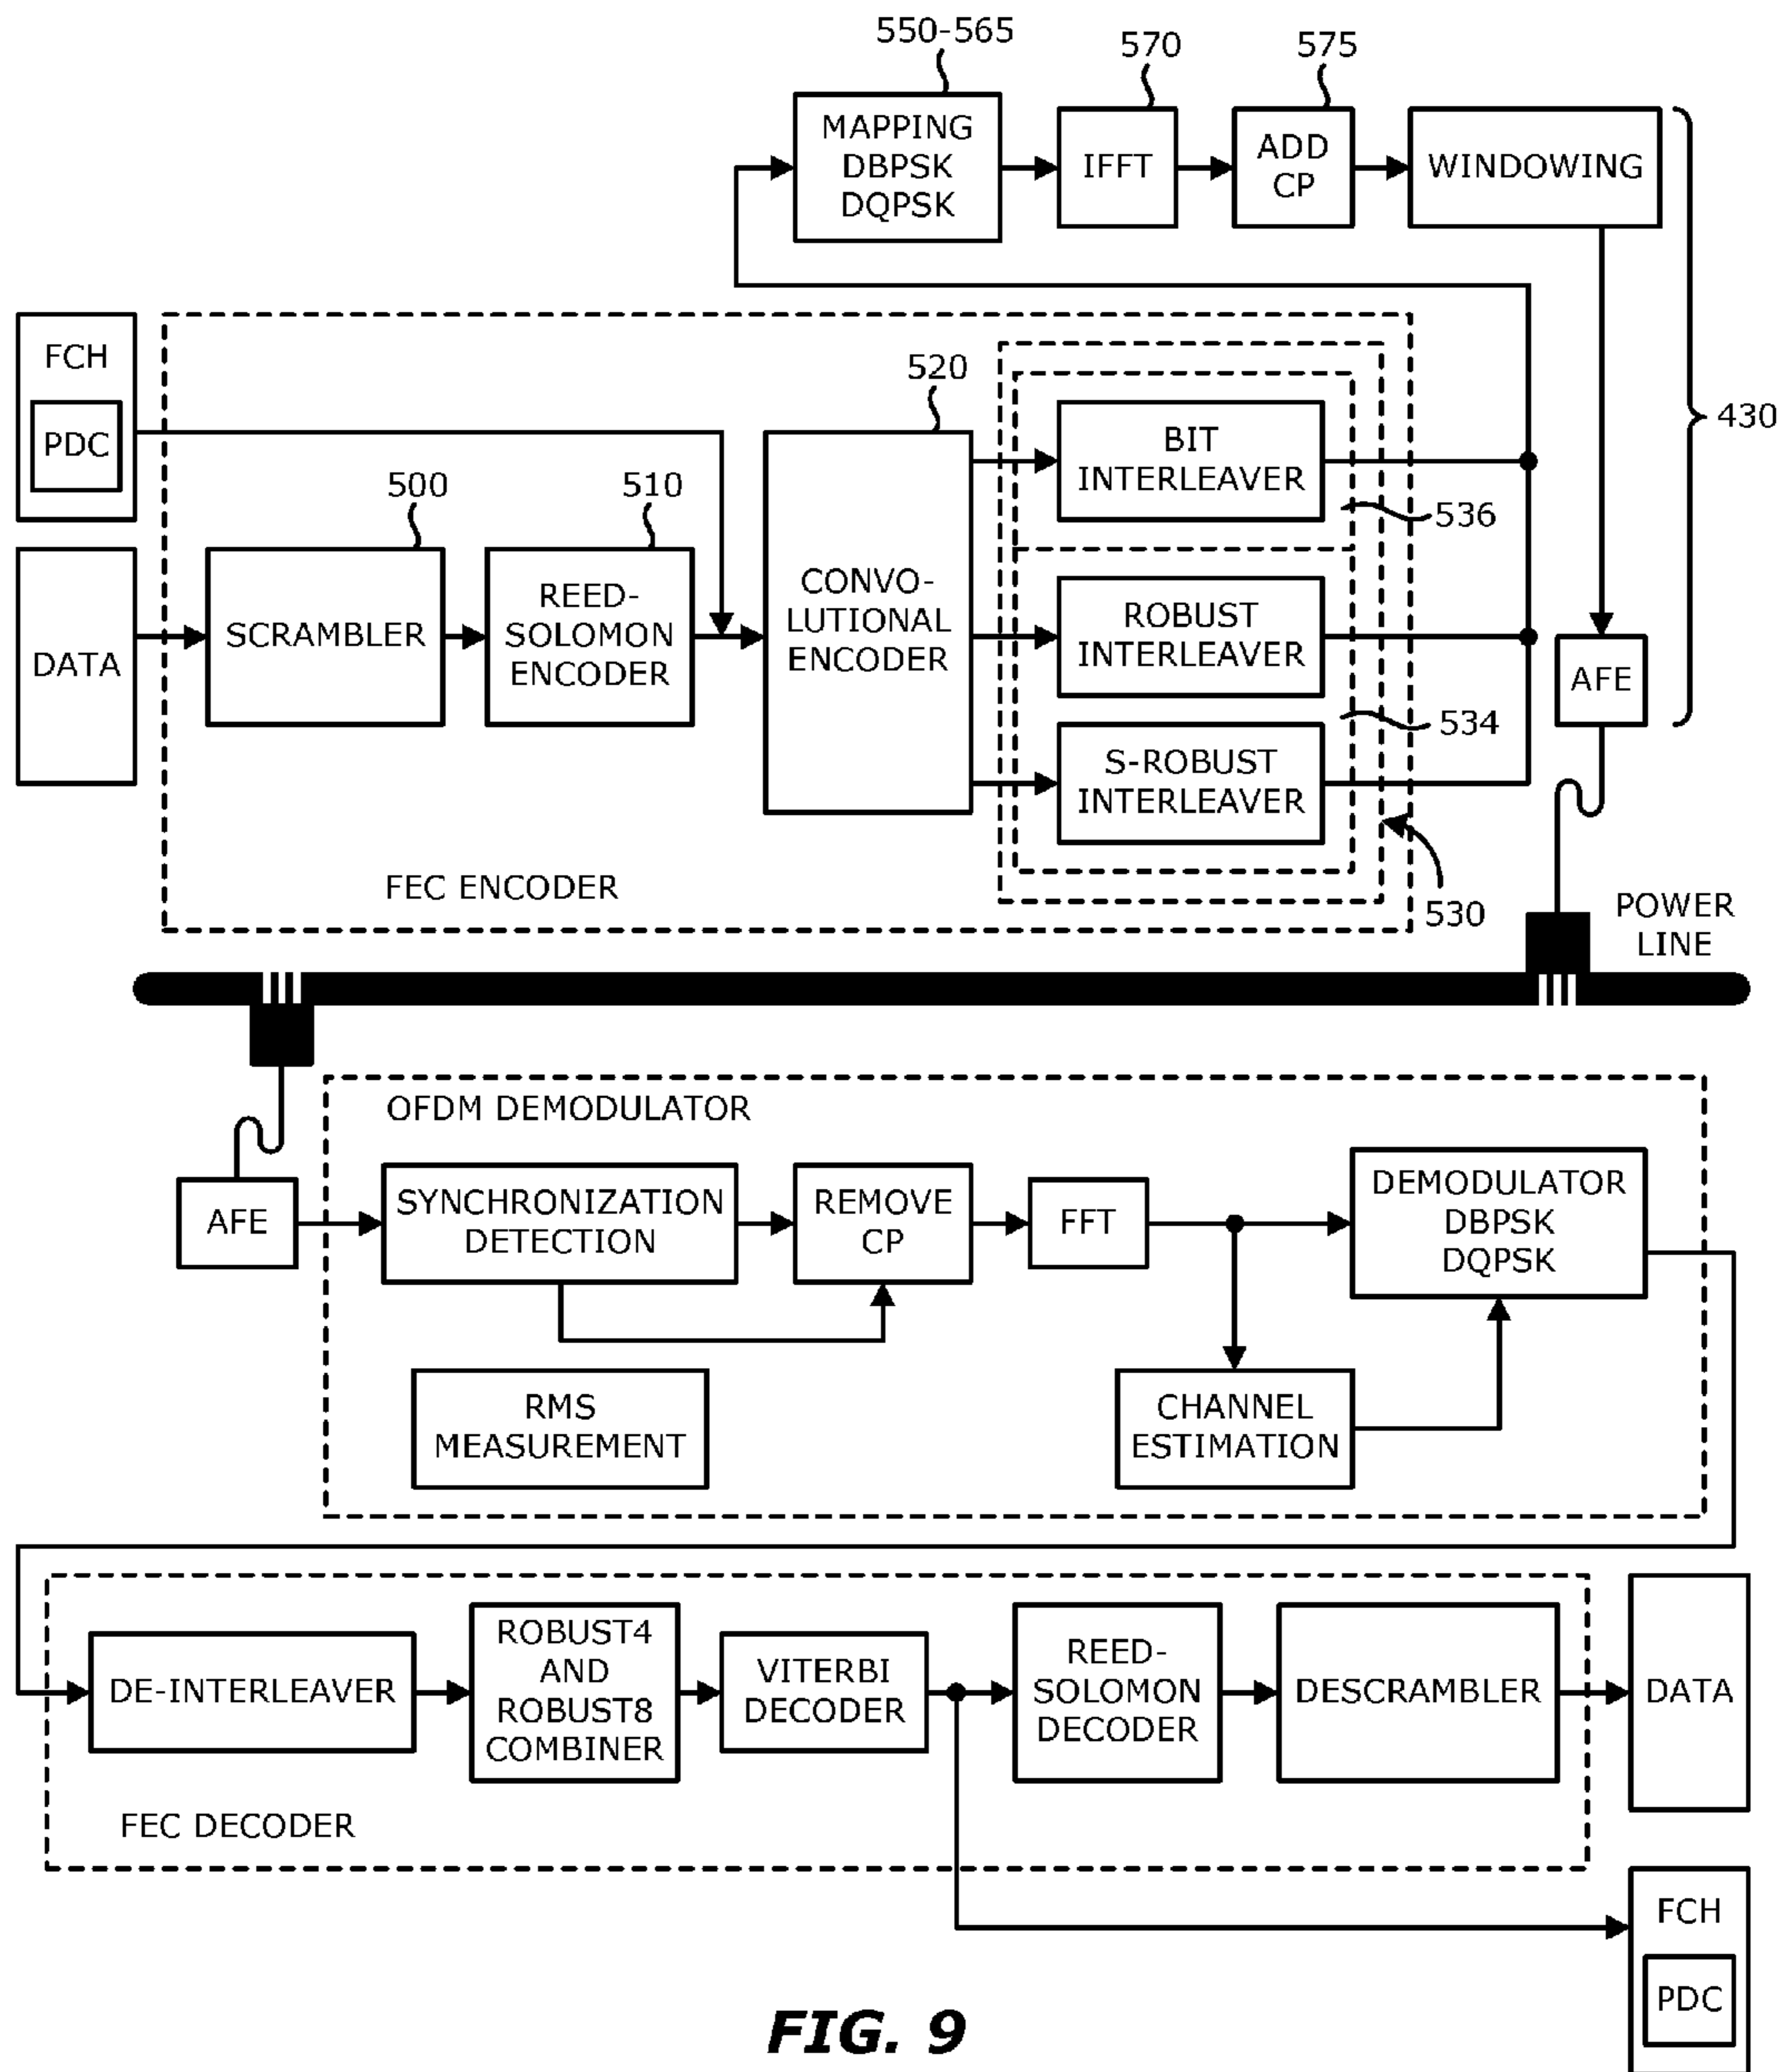 550-565
570
575
MAPPING
DBPSK
DQPSK
IFFT
ADD
CP
WINDOWING
430
FCH
PDC
DATA
500
SCRAMBLER
510
REED-
SOLOMON
ENCODER
520
CONVO-
LUTIONAL
ENCODER
BIT
INTERLEAVER
536
ROBUST
INTERLEAVER
534
S-ROBUST
INTERLEAVER
530
AFE
FEC ENCODER
POWER
LINE
OFDM DEMODULATOR
AFE
SYNCHRONIZATION
DETECTION
REMOVE
CP
FFT
DEMODULATOR
DBPSK
DQPSK
RMS
MEASUREMENT
CHANNEL
ESTIMATION
DE-INTERLEAVER
ROBUST4
AND
ROBUST8
COMBINER
VITERBI
DECODER
REED-
SOLOMON
DECODER
DESCRAMBLER
DATA
FEC DECODER
FCH
PDC
FIG. 9